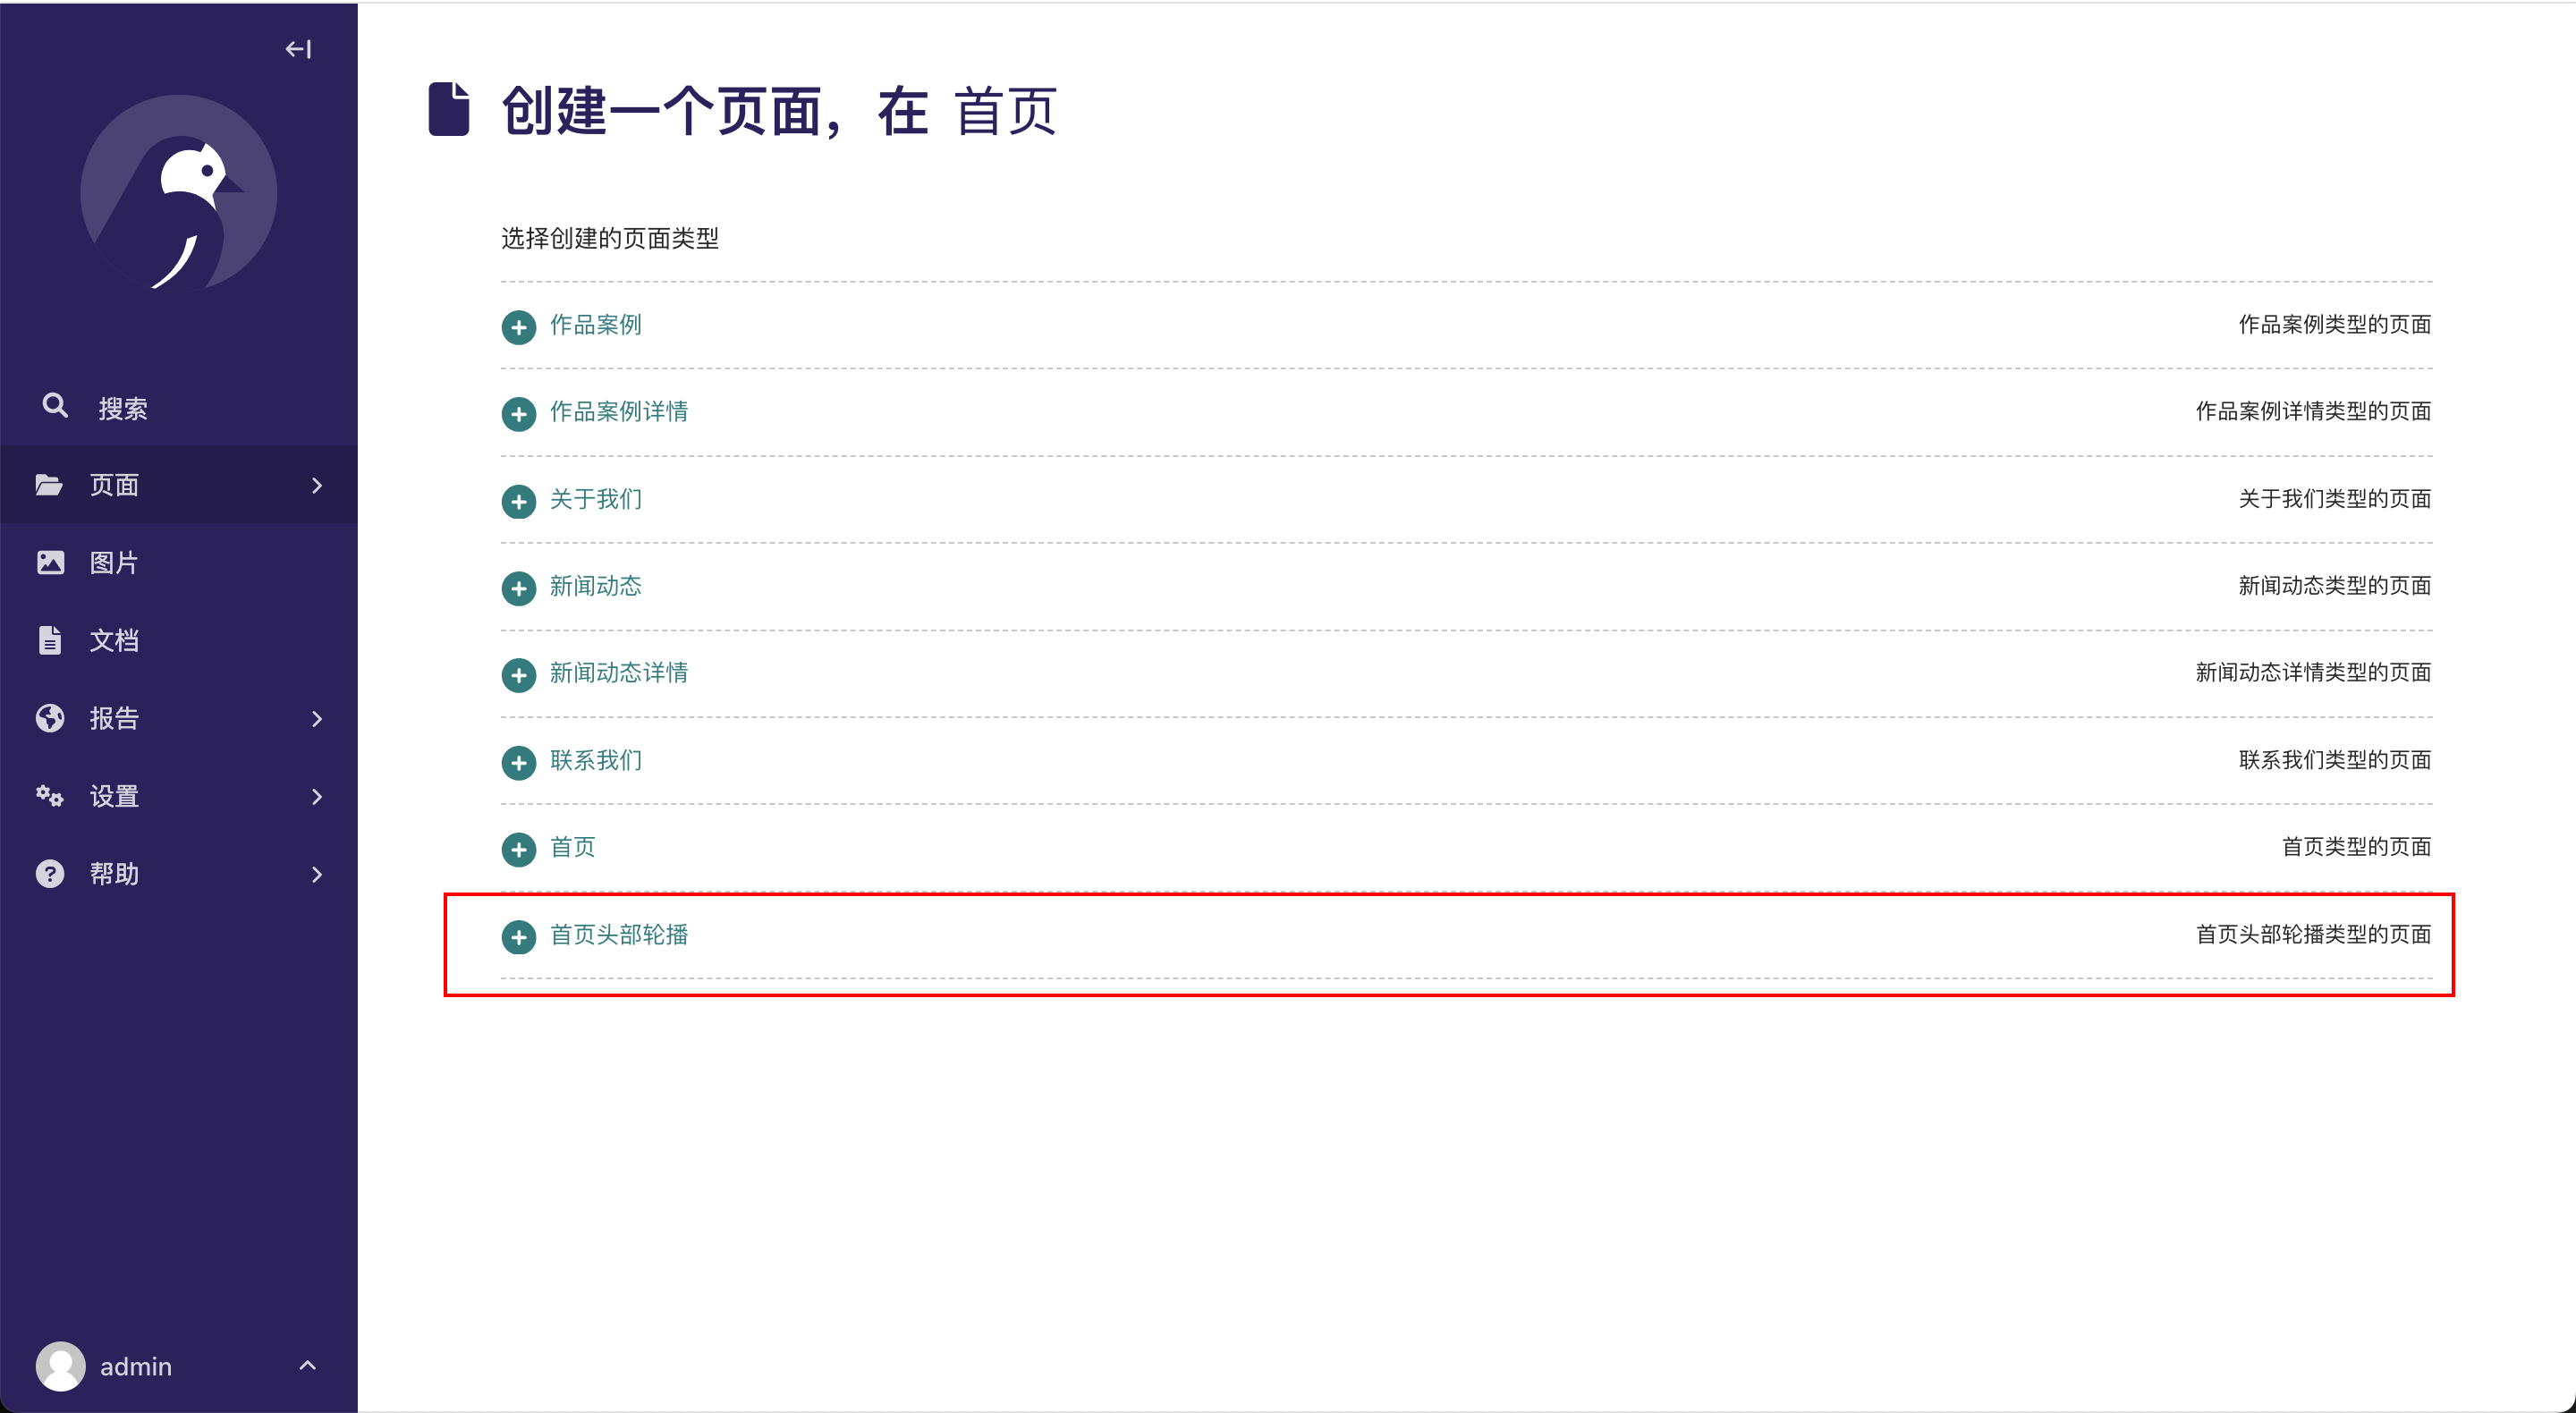 创建一个页面，在 首页
搜索
页面
图片
文档
报告
设置
帮助
admin
选择创建的页面类型
作品案例 作品案例类型的页面
作品案例详情 作品案例详情类型的页面
关于我们 关于我们类型的页面
新闻动态 新闻动态类型的页面
新闻动态详情 新闻动态详情类型的页面
联系我们 联系我们类型的页面
首页 首页类型的页面
首页头部轮播 首页头部轮播类型的页面